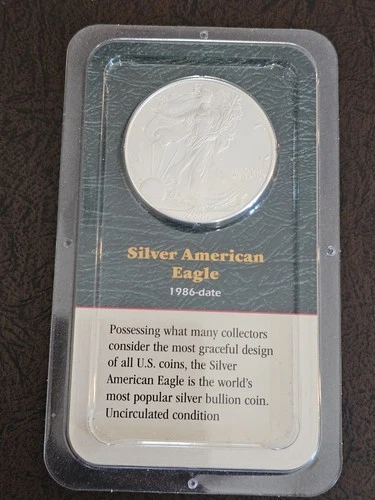 Silver American
Eagle
1986-date
Possessing what many collectors
consider the most graceful design
of all U.S. coins, the Silver
American Eagle is the world's
most popular silver bullion coin.
Uncirculated condition